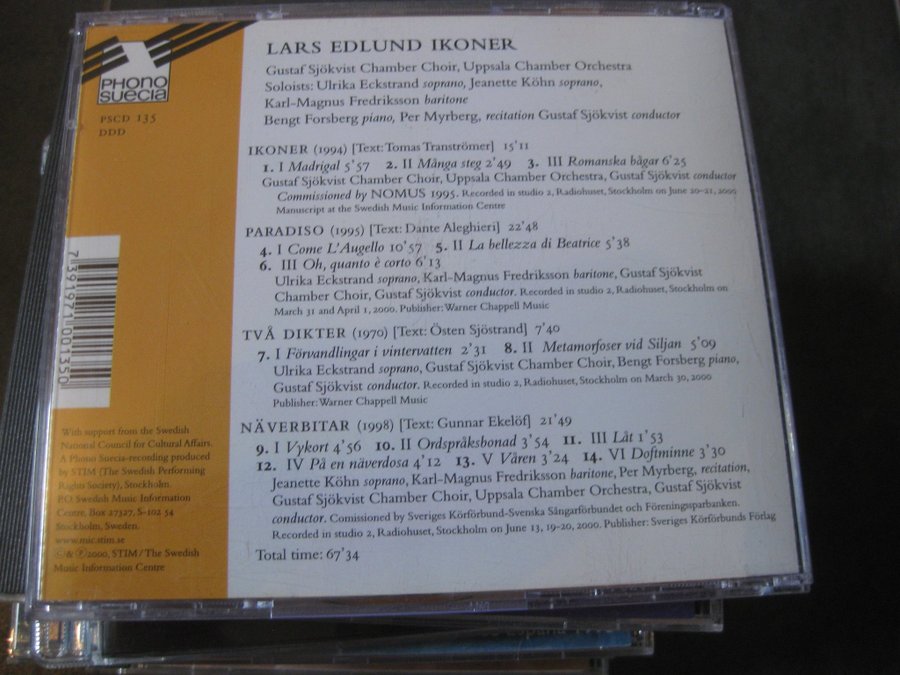 LARS EDLUND IKONER
Gustaf Sjökvist Chamber Choir, Uppsala Chamber Orchestra
Soloists: Ulrika Eckstrand soprano, Jeanette Köhn soprano,
Karl-Magnus Fredriksson baritone
Bengt Forsberg piano, Per Myrberg, recitation Gustaf Sjökvist conductor
IKONER (1994) [Text: Tomas Tranströmer] 15'11
1. I Madrigal 5'57 2. II Många steg 2'49 3. III Romanska bågar 6'25
Gustaf Sjökvist Chamber Choir, Uppsala Chamber Orchestra, Gustaf Sjökvist conductor
Commissioned by NOMUS 1995. Recorded in studio 2, Radiohuset, Stockholm on June 20-21, 2000
Manuscript at the Swedish Music Information Centre
PARADISO (1995) [Text: Dante Aleghieri] 22'48
4. I Come L'Augello 10'57 5. II La bellezza di Beatrice 5'38
6. III Oh, quanto è corto 6'13
Ulrika Eckstrand soprano, Karl-Magnus Fredriksson baritone, Gustaf Sjökvist
Chamber Choir, Gustaf Sjökvist conductor. Recorded in studio 2, Radiohuset, Stockholm on
March 31 and April 1, 2000. Publisher: Warner Chappell Music
TVÅ DIKTER (1970) [Text: Östen Sjöstrand] 7'40
7. I Förvandlingar i vintervatten 2'31 8. II Metamorfoser vid Siljan 5'09
Ulrika Eckstrand soprano, Gustaf Sjökvist Chamber Choir, Bengt Forsberg piano,
Gustaf Sjökvist conductor. Recorded in studio 2, Radiohuset, Stockholm on March 30, 2000
Publisher: Warner Chappell Music
NÄVERBITAR (1998) [Text: Gunnar Ekelöf] 21'49
9. I Vykort 4'56 10. II Ordspråksbonad 3'54 11. III Låt 1'53
12. IV På en näverdosa 4'12 13. V Våren 3'24 14. VI Doftminne 3'30
Jeanette Köhn soprano, Karl-Magnus Fredriksson baritone, Per Myrberg, recitation,
Gustaf Sjökvist Chamber Choir, Uppsala Chamber Orchestra, Gustaf Sjökvist
conductor. Comissioned by Sveriges Körförbund-Svenska Sångarförbundet och Föreningsparbanken.
Recorded in studio 2, Radiohuset, Stockholm on June 13, 19-20, 2000. Publisher: Sveriges Körförbunds Förlag
Total time: 67'34
PHONO
SUECIA
PSCD 135
DDD
7391971001350
With support from the Swedish
National Council for Cultural Affairs.
A Phono Suecia-recording produced
by STIM (The Swedish Performing
Rights Society), Stockholm.
P.O. Swedish Music Information
Centre, Box 27327, S-102 54
Stockholm, Sweden.
www.mic.stim.se
© & ℗ 2000, STIM/The Swedish
Music Information Centre